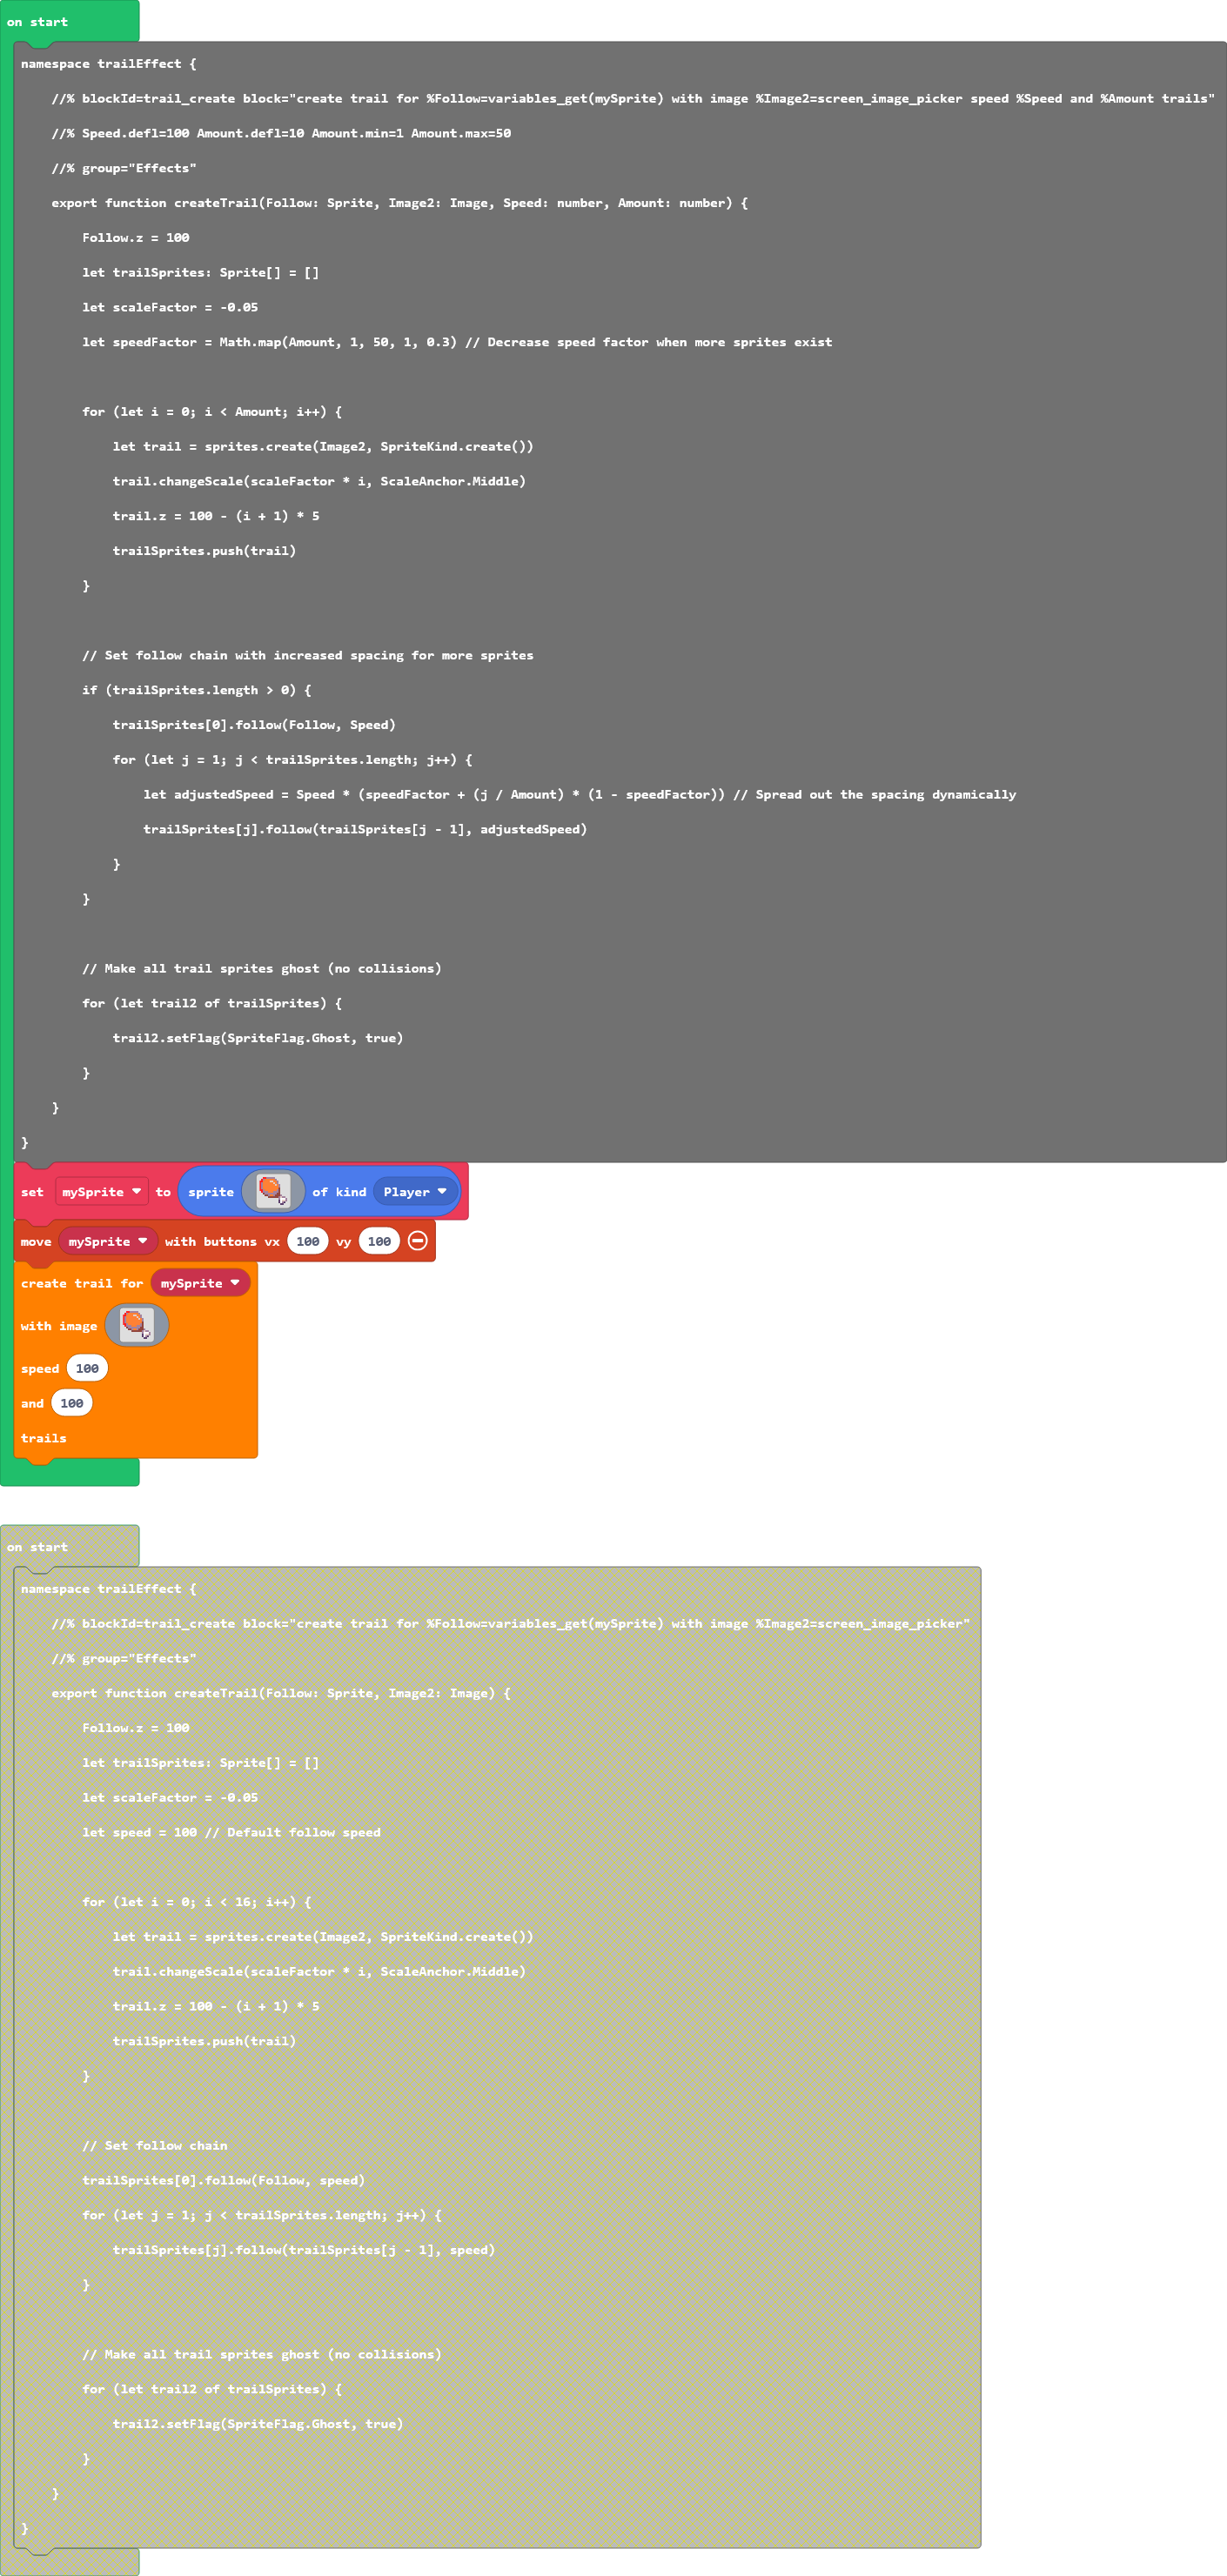 on start
namespace trailEffect {
//% blockId=trail_create block="create trail for %Follow=variables_get(mySprite) with image %Image2=screen_image_picker speed %Speed and %Amount trails"
//% Speed.defl=100 Amount.defl=10 Amount.min=1 Amount.max=50
//% group="Effects"
export function createTrail(Follow: Sprite, Image2: Image, Speed: number, Amount: number) {
Follow.z = 100
let trailSprites: Sprite[] = []
let scaleFactor = -0.05
let speedFactor = Math.map(Amount, 1, 50, 1, 0.3) // Decrease speed factor when more sprites exist
for (let i = 0; i < Amount; i++) {
let trail = sprites.create(Image2, SpriteKind.create())
trail.changeScale(scaleFactor * i, ScaleAnchor.Middle)
trail.z = 100 - (i + 1) * 5
trailSprites.push(trail)
}
// Set follow chain with increased spacing for more sprites
if (trailSprites.length > 0) {
trailSprites[0].follow(Follow, Speed)
for (let j = 1; j < trailSprites.length; j++) {
let adjustedSpeed = Speed * (speedFactor + (j / Amount) * (1 - speedFactor)) // Spread out the spacing dynamically
trailSprites[j].follow(trailSprites[j - 1], adjustedSpeed)
}
}
// Make all trail sprites ghost (no collisions)
for (let trail2 of trailSprites) {
trail2.setFlag(SpriteFlag.Ghost, true)
}
}
}
set mySprite to sprite of kind Player
move mySprite with buttons vx 100 vy 100
create trail for mySprite
with image
speed 100
and 100
trails
on start
namespace trailEffect {
//% blockId=trail_create block="create trail for %Follow=variables_get(mySprite) with image %Image2=screen_image_picker"
//% group="Effects"
export function createTrail(Follow: Sprite, Image2: Image) {
Follow.z = 100
let trailSprites: Sprite[] = []
let scaleFactor = -0.05
let speed = 100 // Default follow speed
for (let i = 0; i < 16; i++) {
let trail = sprites.create(Image2, SpriteKind.create())
trail.changeScale(scaleFactor * i, ScaleAnchor.Middle)
trail.z = 100 - (i + 1) * 5
trailSprites.push(trail)
}
// Set follow chain
trailSprites[0].follow(Follow, speed)
for (let j = 1; j < trailSprites.length; j++) {
trailSprites[j].follow(trailSprites[j - 1], speed)
}
// Make all trail sprites ghost (no collisions)
for (let trail2 of trailSprites) {
trail2.setFlag(SpriteFlag.Ghost, true)
}
}
}